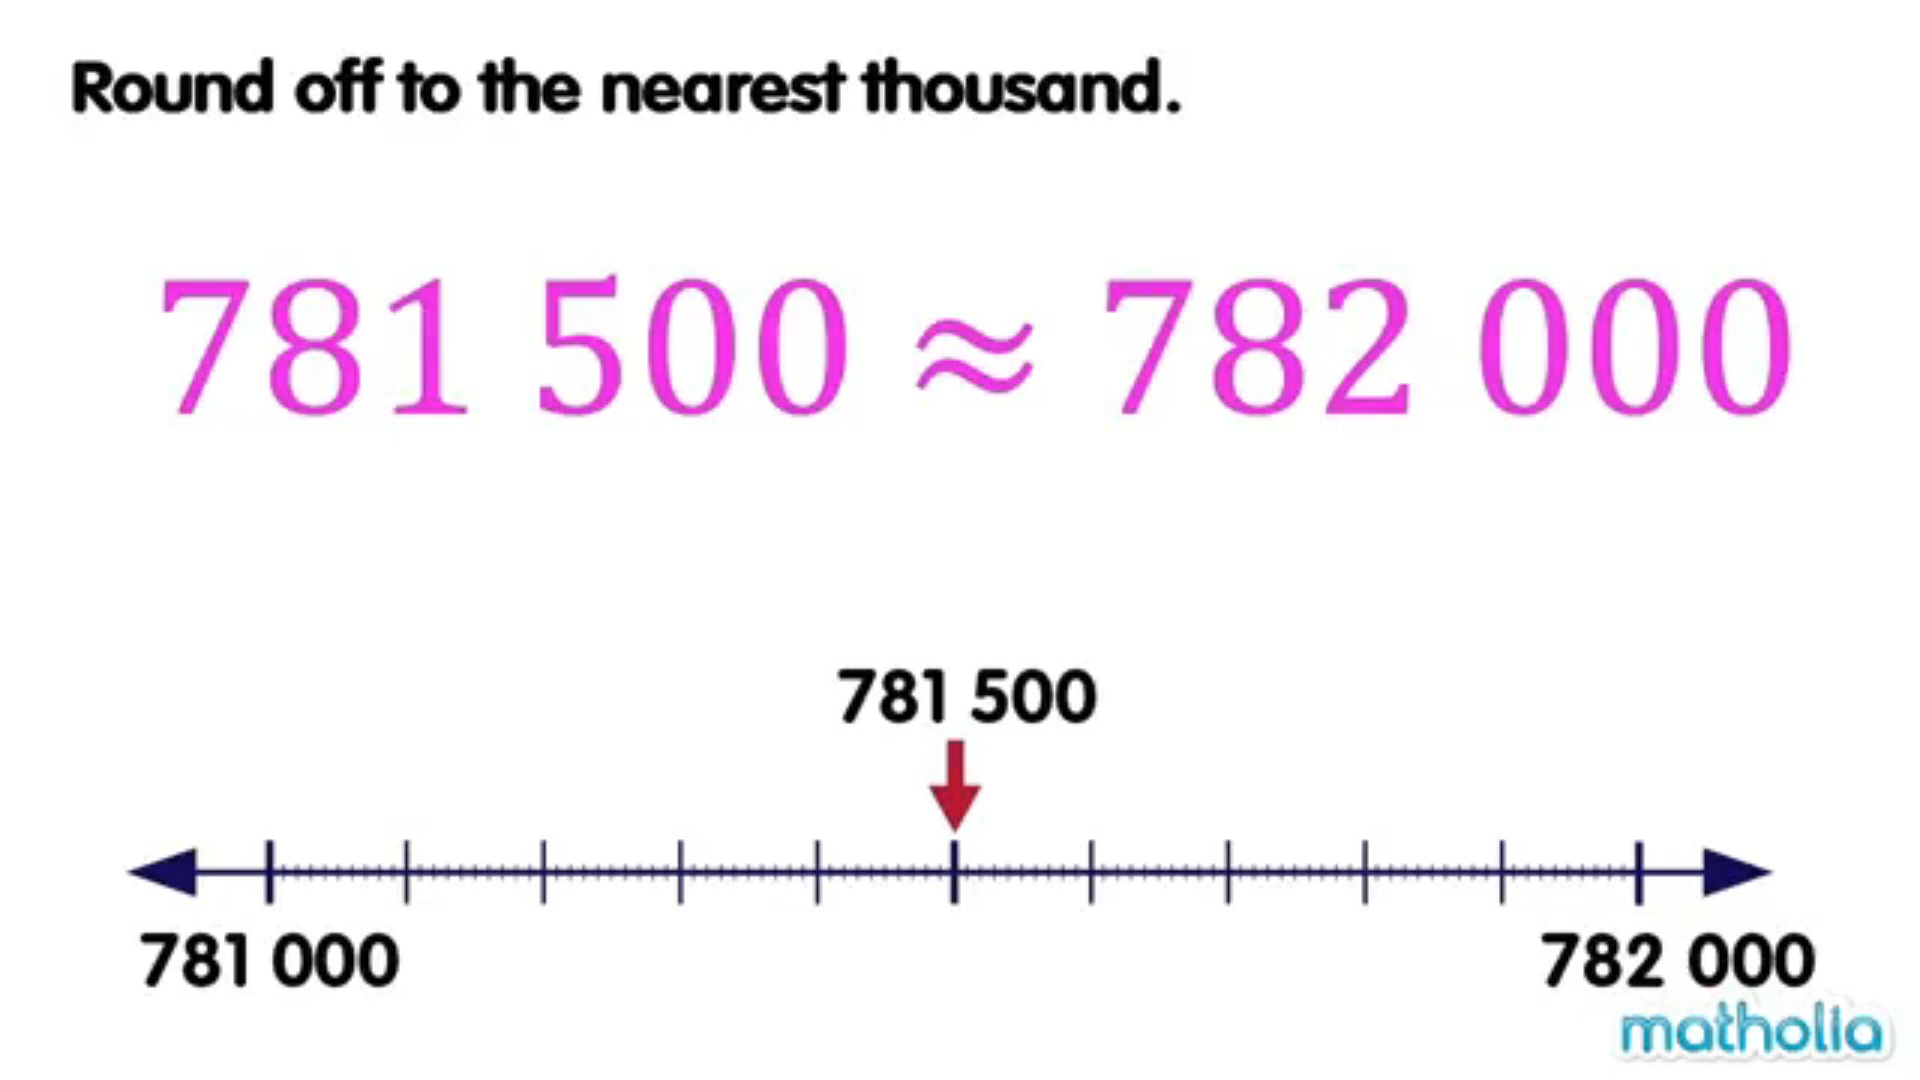 Round off to the nearest thousand.
781 500 ≈ 782 000
781 500
781 000 782 000
matholia